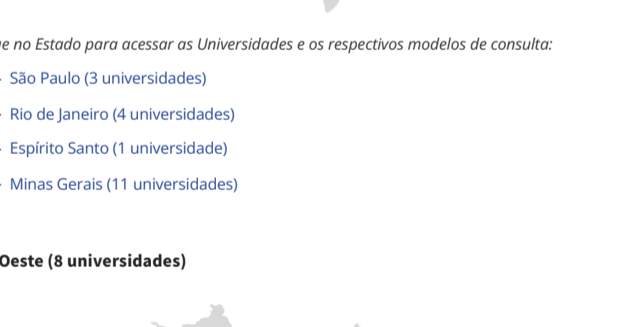 e no Estado para acessar as Universidades e os respectivos modelos de consulta:
São Paulo (3 universidades)
Rio de Janeiro (4 universidades)
Espírito Santo (1 universidade)
Minas Gerais (11 universidades)
Oeste (8 universidades)